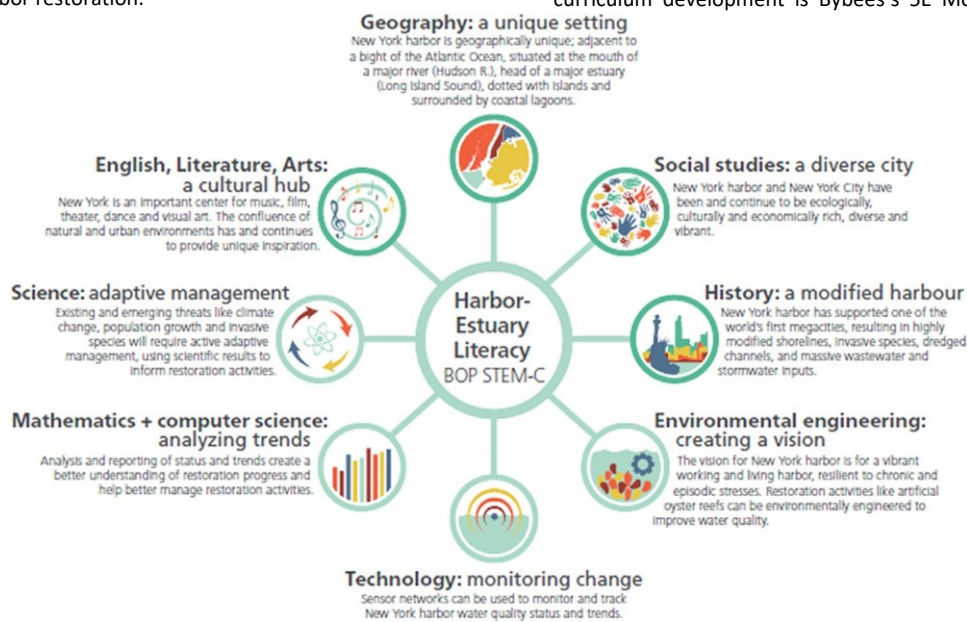 bor restoration.
curriculum development is Bybees's 5E Mo
Geography: a unique setting
New York harbor is geographically unique; adjacent to
a bight of the Atlantic Ocean, situated at the mouth of
a major river (Hudson R.), head of a major estuary
(Long Island Sound), dotted with islands and
surrounded by coastal lagoons.
English, Literature, Arts:
a cultural hub
New York is an important center for music, film,
theater, dance and visual art. The confluence of
natural and urban environments has and continues
to provide unique inspiration.
Social studies: a diverse city
New York harbor and New York City have
been and continue to be ecologically,
culturally and economically rich, diverse and
vibrant.
Science: adaptive management
Existing and emerging threats like climate
change, population growth and invasive
species will require active adaptive
management, using scientific results to
inform restoration activities.
Harbor-
Estuary
Literacy
BOP STEM-C
History: a modified harbour
New York harbor has supported one of the
world's first megacities, resulting in highly
modified shorelines, invasive species, dredged
channels, and massive wastewater and
stormwater inputs.
Mathematics + computer science:
analyzing trends
Analysis and reporting of status and trends create a
better understanding of restoration progress and
help better manage restoration activities.
Environmental engineering:
creating a vision
The vision for New York harbor is for a vibrant
working and living harbor, resilient to chronic and
episodic stresses. Restoration activities like artificial
oyster reefs can be environmentally engineered to
improve water quality.
Technology: monitoring change
Sensor networks can be used to monitor and track
New York harbor water quality status and trends.